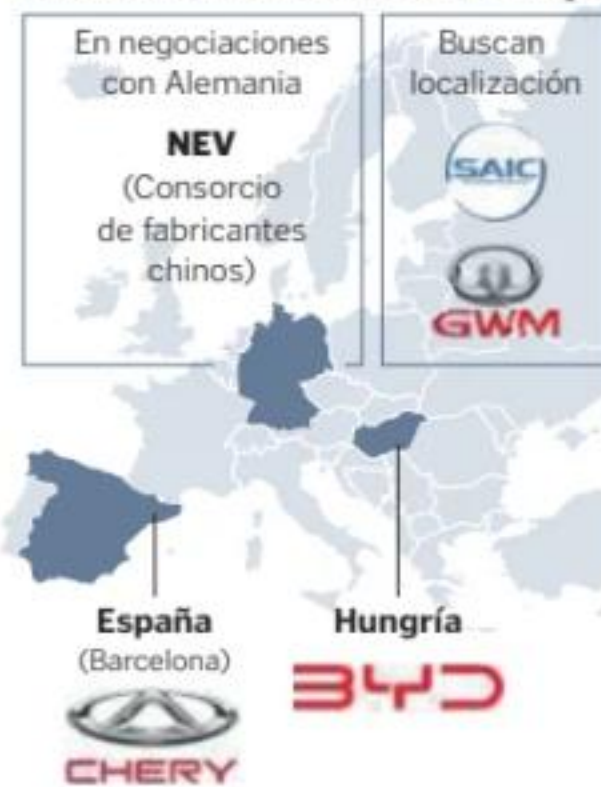 En negociaciones
con Alemania
NEV
(Consorcio
de fabricantes
chinos)
Buscan
localización
SAIC
GWM
España
(Barcelona)
CHERY
Hungría
BYD